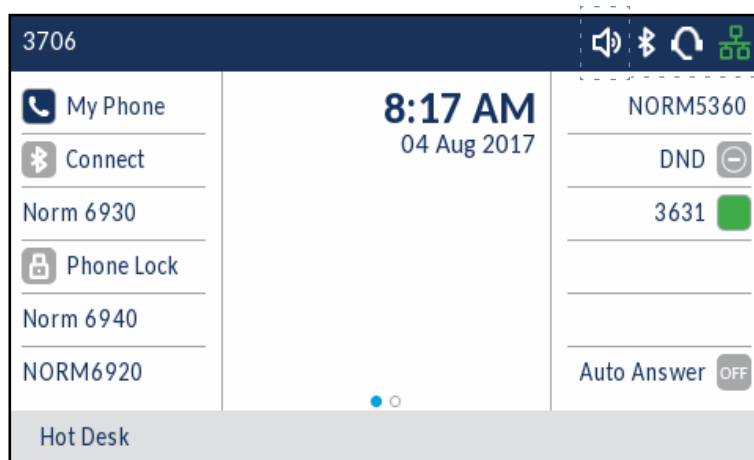 3706
My Phone
8:17 AM
NORM5360
04 Aug 2017
Connect
DND
Norm 6930
3631
Phone Lock
Norm 6940
NORM6920
Auto Answer OFF
Hot Desk